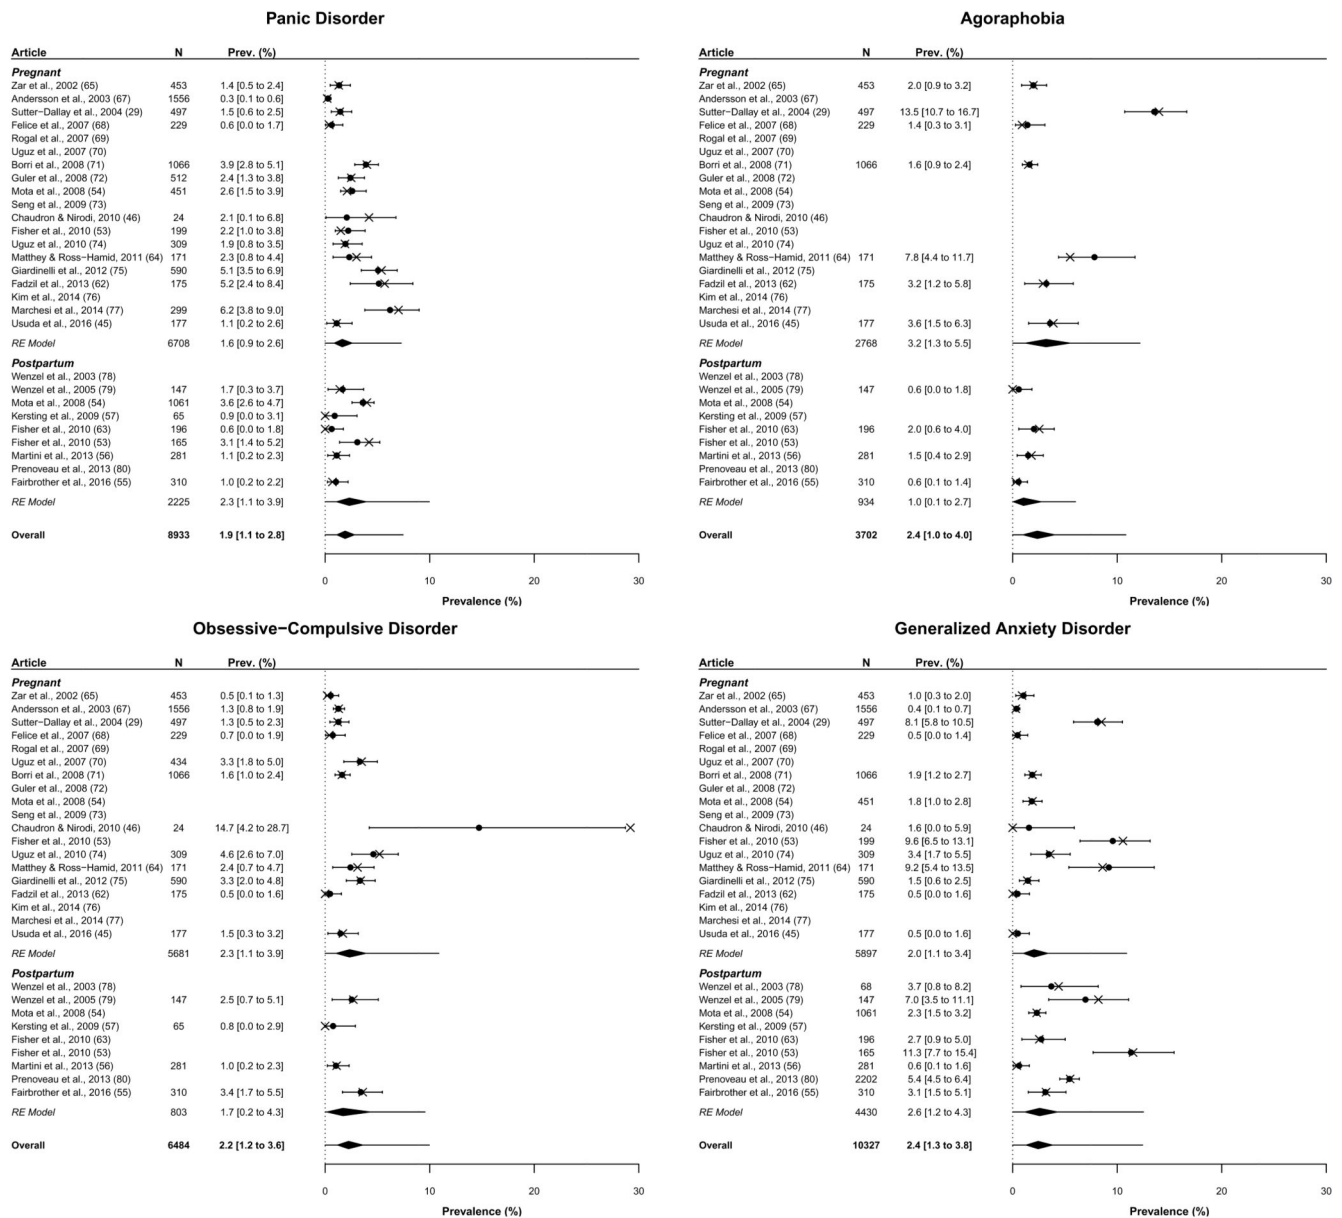 Panic Disorder
Article N Prev. (%)
Pregnant
Zar et al., 2002 (65) 453 1.4 [0.5 to 2.4]
Andersson et al., 2003 (67) 1556 0.3 [0.1 to 0.6]
Sutter−Dallay et al., 2004 (29) 497 1.5 [0.6 to 2.5]
Felice et al., 2007 (68) 229 0.6 [0.0 to 1.7]
Rogal et al., 2007 (69)
Uguz et al., 2007 (70)
Borri et al., 2008 (71) 1066 3.9 [2.8 to 5.1]
Guler et al., 2008 (72) 512 2.4 [1.3 to 3.8]
Mota et al., 2008 (54) 451 2.6 [1.5 to 3.9]
Seng et al., 2009 (73)
Chaudron & Nirodi, 2010 (46) 24 2.1 [0.1 to 6.8]
Fisher et al., 2010 (53) 199 2.2 [1.0 to 3.8]
Uguz et al., 2010 (74) 309 1.9 [0.8 to 3.5]
Matthey & Ross−Hamid, 2011 (64) 171 2.3 [0.8 to 4.4]
Giardinelli et al., 2012 (75) 590 5.1 [3.5 to 6.9]
Fadzil et al., 2013 (62) 175 5.2 [2.4 to 8.4]
Kim et al., 2014 (76)
Marchesi et al., 2014 (77) 299 6.2 [3.8 to 9.0]
Usuda et al., 2016 (45) 177 1.1 [0.2 to 2.6]
RE Model 6708 1.6 [0.9 to 2.6]
Postpartum
Wenzel et al., 2003 (78)
Wenzel et al., 2005 (79) 147 1.7 [0.3 to 3.7]
Mota et al., 2008 (54) 1061 3.6 [2.6 to 4.7]
Kersting et al., 2009 (57) 65 0.9 [0.0 to 3.1]
Fisher et al., 2010 (63) 196 0.6 [0.0 to 1.8]
Fisher et al., 2010 (53) 165 3.1 [1.4 to 5.2]
Martini et al., 2013 (56) 281 1.1 [0.2 to 2.3]
Prenoveau et al., 2013 (80)
Fairbrother et al., 2016 (55) 310 1.0 [0.2 to 2.2]
RE Model 2225 2.3 [1.1 to 3.9]
Overall 8933 1.9 [1.1 to 2.8]
0 10 20 30
Prevalence (%)
Agoraphobia
Article N Prev. (%)
Pregnant
Zar et al., 2002 (65) 453 2.0 [0.9 to 3.2]
Andersson et al., 2003 (67)
Sutter−Dallay et al., 2004 (29) 497 13.5 [10.7 to 16.7]
Felice et al., 2007 (68) 229 1.4 [0.3 to 3.1]
Rogal et al., 2007 (69)
Uguz et al., 2007 (70)
Borri et al., 2008 (71) 1066 1.6 [0.9 to 2.4]
Guler et al., 2008 (72)
Mota et al., 2008 (54)
Seng et al., 2009 (73)
Chaudron & Nirodi, 2010 (46)
Fisher et al., 2010 (53)
Uguz et al., 2010 (74)
Matthey & Ross−Hamid, 2011 (64) 171 7.8 [4.4 to 11.7]
Giardinelli et al., 2012 (75)
Fadzil et al., 2013 (62) 175 3.2 [1.2 to 5.8]
Kim et al., 2014 (76)
Marchesi et al., 2014 (77)
Usuda et al., 2016 (45) 177 3.6 [1.5 to 6.3]
RE Model 2768 3.2 [1.3 to 5.5]
Postpartum
Wenzel et al., 2003 (78)
Wenzel et al., 2005 (79) 147 0.6 [0.0 to 1.8]
Mota et al., 2008 (54)
Kersting et al., 2009 (57)
Fisher et al., 2010 (63) 196 2.0 [0.6 to 4.0]
Fisher et al., 2010 (53)
Martini et al., 2013 (56) 281 1.5 [0.4 to 2.9]
Prenoveau et al., 2013 (80)
Fairbrother et al., 2016 (55) 310 0.6 [0.1 to 1.4]
RE Model 934 1.0 [0.1 to 2.7]
Overall 3702 2.4 [1.0 to 4.0]
0 10 20 30
Prevalence (%)
Obsessive−Compulsive Disorder
Article N Prev. (%)
Pregnant
Zar et al., 2002 (65) 453 0.5 [0.1 to 1.3]
Andersson et al., 2003 (67) 1556 1.3 [0.8 to 1.9]
Sutter−Dallay et al., 2004 (29) 497 1.3 [0.5 to 2.3]
Felice et al., 2007 (68) 229 0.7 [0.0 to 1.9]
Rogal et al., 2007 (69)
Uguz et al., 2007 (70) 434 3.3 [1.8 to 5.0]
Borri et al., 2008 (71) 1066 1.6 [1.0 to 2.4]
Guler et al., 2008 (72)
Mota et al., 2008 (54)
Seng et al., 2009 (73)
Chaudron & Nirodi, 2010 (46) 24 14.7 [4.2 to 28.7]
Fisher et al., 2010 (53)
Uguz et al., 2010 (74) 309 4.6 [2.6 to 7.0]
Matthey & Ross−Hamid, 2011 (64) 171 2.4 [0.7 to 4.7]
Giardinelli et al., 2012 (75) 590 3.3 [2.0 to 4.8]
Fadzil et al., 2013 (62) 175 0.5 [0.0 to 1.6]
Kim et al., 2014 (76)
Marchesi et al., 2014 (77)
Usuda et al., 2016 (45) 177 1.5 [0.3 to 3.2]
RE Model 5681 2.3 [1.1 to 3.9]
Postpartum
Wenzel et al., 2003 (78)
Wenzel et al., 2005 (79) 147 2.5 [0.7 to 5.1]
Mota et al., 2008 (54)
Kersting et al., 2009 (57) 65 0.8 [0.0 to 2.9]
Fisher et al., 2010 (63)
Fisher et al., 2010 (53)
Martini et al., 2013 (56) 281 1.0 [0.2 to 2.3]
Prenoveau et al., 2013 (80)
Fairbrother et al., 2016 (55) 310 3.4 [1.7 to 5.5]
RE Model 803 1.7 [0.2 to 4.3]
Overall 6484 2.2 [1.2 to 3.6]
0 10 20 30
Prevalence (%)
Generalized Anxiety Disorder
Article N Prev. (%)
Pregnant
Zar et al., 2002 (65) 453 1.0 [0.3 to 2.0]
Andersson et al., 2003 (67) 1556 0.4 [0.1 to 0.7]
Sutter−Dallay et al., 2004 (29) 497 8.1 [5.8 to 10.5]
Felice et al., 2007 (68) 229 0.5 [0.0 to 1.4]
Rogal et al., 2007 (69)
Uguz et al., 2007 (70)
Borri et al., 2008 (71) 1066 1.9 [1.2 to 2.7]
Guler et al., 2008 (72)
Mota et al., 2008 (54) 451 1.8 [1.0 to 2.8]
Seng et al., 2009 (73)
Chaudron & Nirodi, 2010 (46) 24 1.6 [0.0 to 5.9]
Fisher et al., 2010 (53) 199 9.6 [6.5 to 13.1]
Uguz et al., 2010 (74) 309 3.4 [1.7 to 5.5]
Matthey & Ross−Hamid, 2011 (64) 171 9.2 [5.4 to 13.5]
Giardinelli et al., 2012 (75) 590 1.5 [0.6 to 2.5]
Fadzil et al., 2013 (62) 175 0.5 [0.0 to 1.6]
Kim et al., 2014 (76)
Marchesi et al., 2014 (77)
Usuda et al., 2016 (45) 177 0.5 [0.0 to 1.6]
RE Model 5897 2.0 [1.1 to 3.4]
Postpartum
Wenzel et al., 2003 (78) 68 3.7 [0.8 to 8.2]
Wenzel et al., 2005 (79) 147 7.0 [3.5 to 11.1]
Mota et al., 2008 (54) 1061 2.3 [1.5 to 3.2]
Kersting et al., 2009 (57)
Fisher et al., 2010 (63) 196 2.7 [0.9 to 5.0]
Fisher et al., 2010 (53) 165 11.3 [7.7 to 15.4]
Martini et al., 2013 (56) 281 0.6 [0.1 to 1.6]
Prenoveau et al., 2013 (80) 2202 5.4 [4.5 to 6.4]
Fairbrother et al., 2016 (55) 310 3.1 [1.5 to 5.1]
RE Model 4430 2.6 [1.2 to 4.3]
Overall 10327 2.4 [1.3 to 3.8]
0 10 20 30
Prevalence (%)